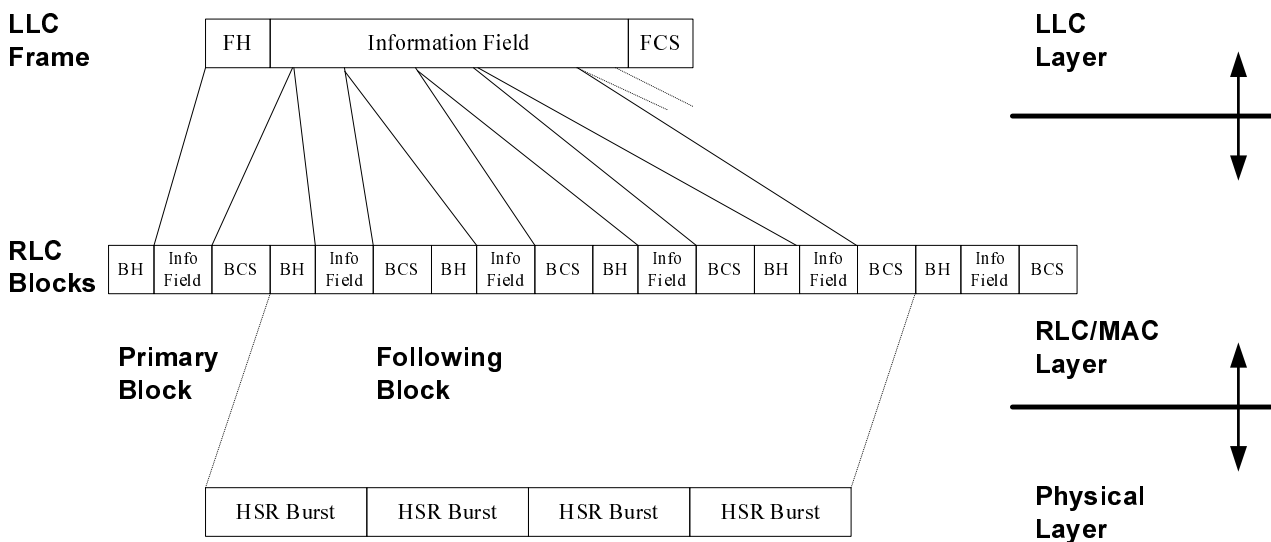 LLC
Frame
FH
Information Field
FCS
LLC
Layer
RLC
Blocks
BH
Info
Field
BCS
BH
Info
Field
BCS
BH
Info
Field
BCS
BH
Info
Field
BCS
BH
Info
Field
BCS
BH
Info
Field
BCS
Primary
Block
Following
Block
RLC/MAC
Layer
HSR Burst
HSR Burst
HSR Burst
HSR Burst
Physical
Layer